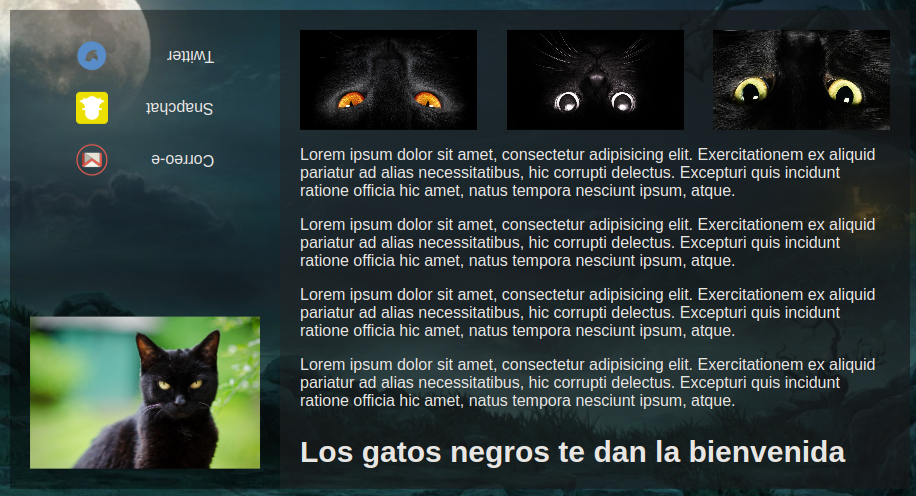 Twitter
Snapchat
Correo-e
Lorem ipsum dolor sit amet, consectetur adipisicing elit. Exercitationem ex aliquid
pariatur ad alias necessitatibus, hic corrupti delectus. Excepturi quis incidunt
ratione officia hic amet, natus tempora nesciunt ipsum, atque.
Lorem ipsum dolor sit amet, consectetur adipisicing elit. Exercitationem ex aliquid
pariatur ad alias necessitatibus, hic corrupti delectus. Excepturi quis incidunt
ratione officia hic amet, natus tempora nesciunt ipsum, atque.
Lorem ipsum dolor sit amet, consectetur adipisicing elit. Exercitationem ex aliquid
pariatur ad alias necessitatibus, hic corrupti delectus. Excepturi quis incidunt
ratione officia hic amet, natus tempora nesciunt ipsum, atque.
Lorem ipsum dolor sit amet, consectetur adipisicing elit. Exercitationem ex aliquid
pariatur ad alias necessitatibus, hic corrupti delectus. Excepturi quis incidunt
ratione officia hic amet, natus tempora nesciunt ipsum, atque.
Los gatos negros te dan la bienvenida